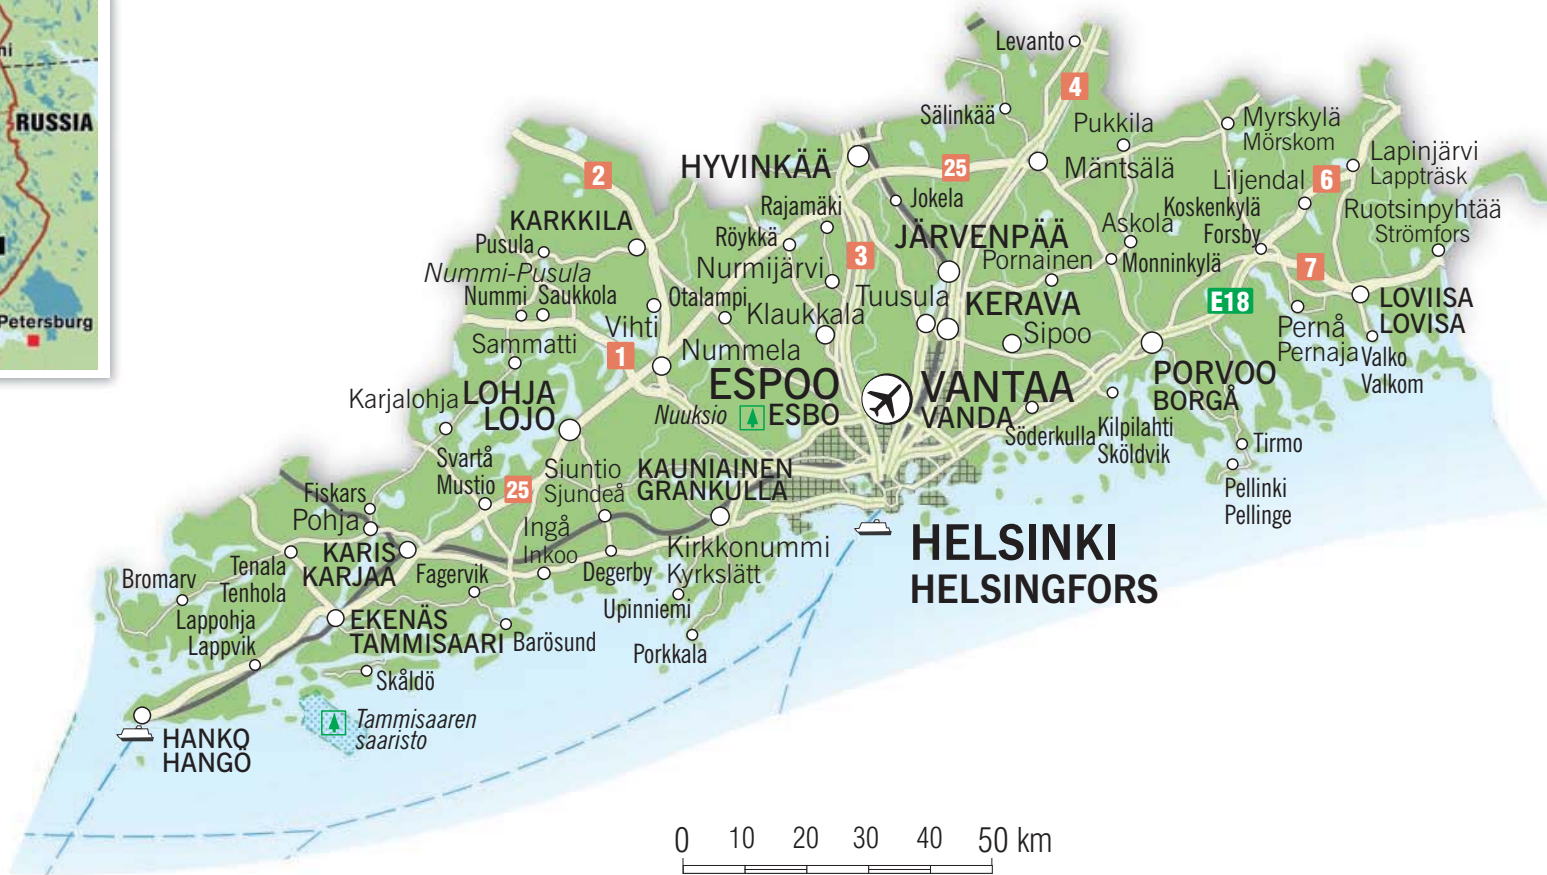 RUSSIA
Petersburg
Levanto
4
Sälinkää
Pukkila
Myrskylä
Mörskom
Mäntsälä
Lapinjärvi
Lappträsk
HYVINKÄÄ
25
2
Liljendal
6
Jokela
Rajamäki
Koskenkylä
Forsby
Ruotsinpyhtää
Strömfors
KARKKILA
Askola
Röykkä
JÄRVENPÄÄ
Pusula
3
Pornainen
Monninkylä
7
Nummi-Pusula
Nurmijärvi
Nummi
Saukkola
Otalampi
Tuusula
KERAVA
E18
LOVIISA
LOVISA
Klaukkala
Vihti
Sipoo
Pernå
Pernaja
Sammatti
1
Nummela
Valko
Valkom
ESPOO
ESBO
VANTAA
VANDA
PORVOO
BORGÅ
Karjalohja
LOHJA
LOJO
Nuuksio
Söderkulla
Kilpilahti
Sköldvik
Tirmo
Svartå
Mustio
25
Siuntio
Sjundeå
KAUNIAINEN
GRANKULLA
Pellinki
Pellinge
Fiskars
Pohja
Ingå
Inkoo
HELSINKI
HELSINGFORS
KARIS
KARJAA
Kirkkonummi
Kyrkslätt
Tenala
Tenhola
Fagervik
Degerby
Bromarv
Upinniemi
Lappohja
Lappvik
EKENÄS
TAMMISAARI
Barösund
Porkkala
Skåldö
Tammisaaren
saaristo
HANKO
HANGÖ
0 10 20 30 40 50 km